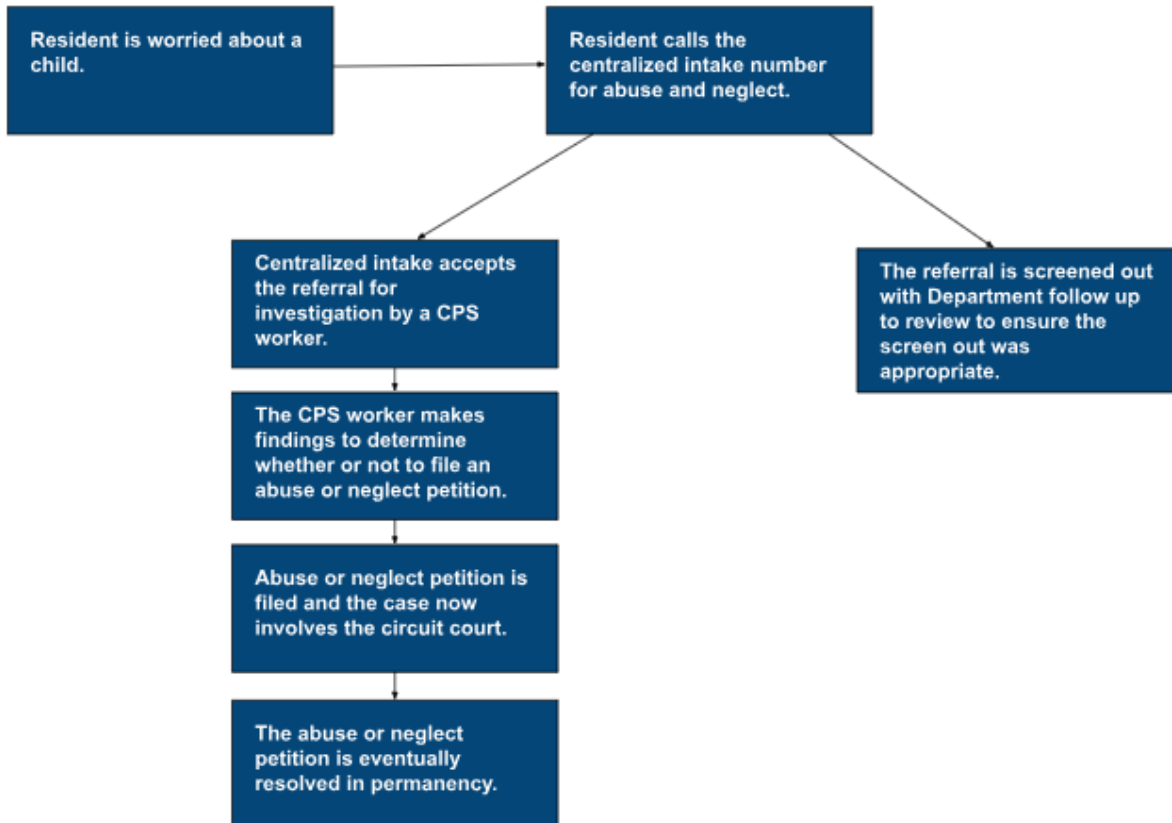 Resident is worried about a
child.
Resident calls the
centralized intake number
for abuse and neglect.
Centralized intake accepts
the referral for
investigation by a CPS
worker.
The referral is screened out
with Department follow up
to review to ensure the
screen out was
appropriate.
The CPS worker makes
findings to determine
whether or not to file an
abuse or neglect petition.
Abuse or neglect petition is
filed and the case now
involves the circuit court.
The abuse or neglect
petition is eventually
resolved in permanency.